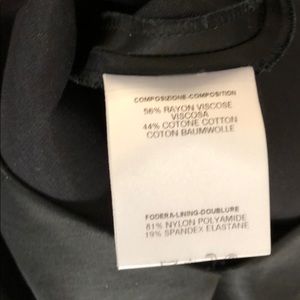 COMPOSIZIONE-COMPOSITION
56% RAYON VISCOSE
VISCOSA
44% COTONE COTTON
COTON BAUMWOLLE
FODERA-LINING-DOUBLURE
81% NYLON POLYAMIDE
19% SPANDEX ELASTANE